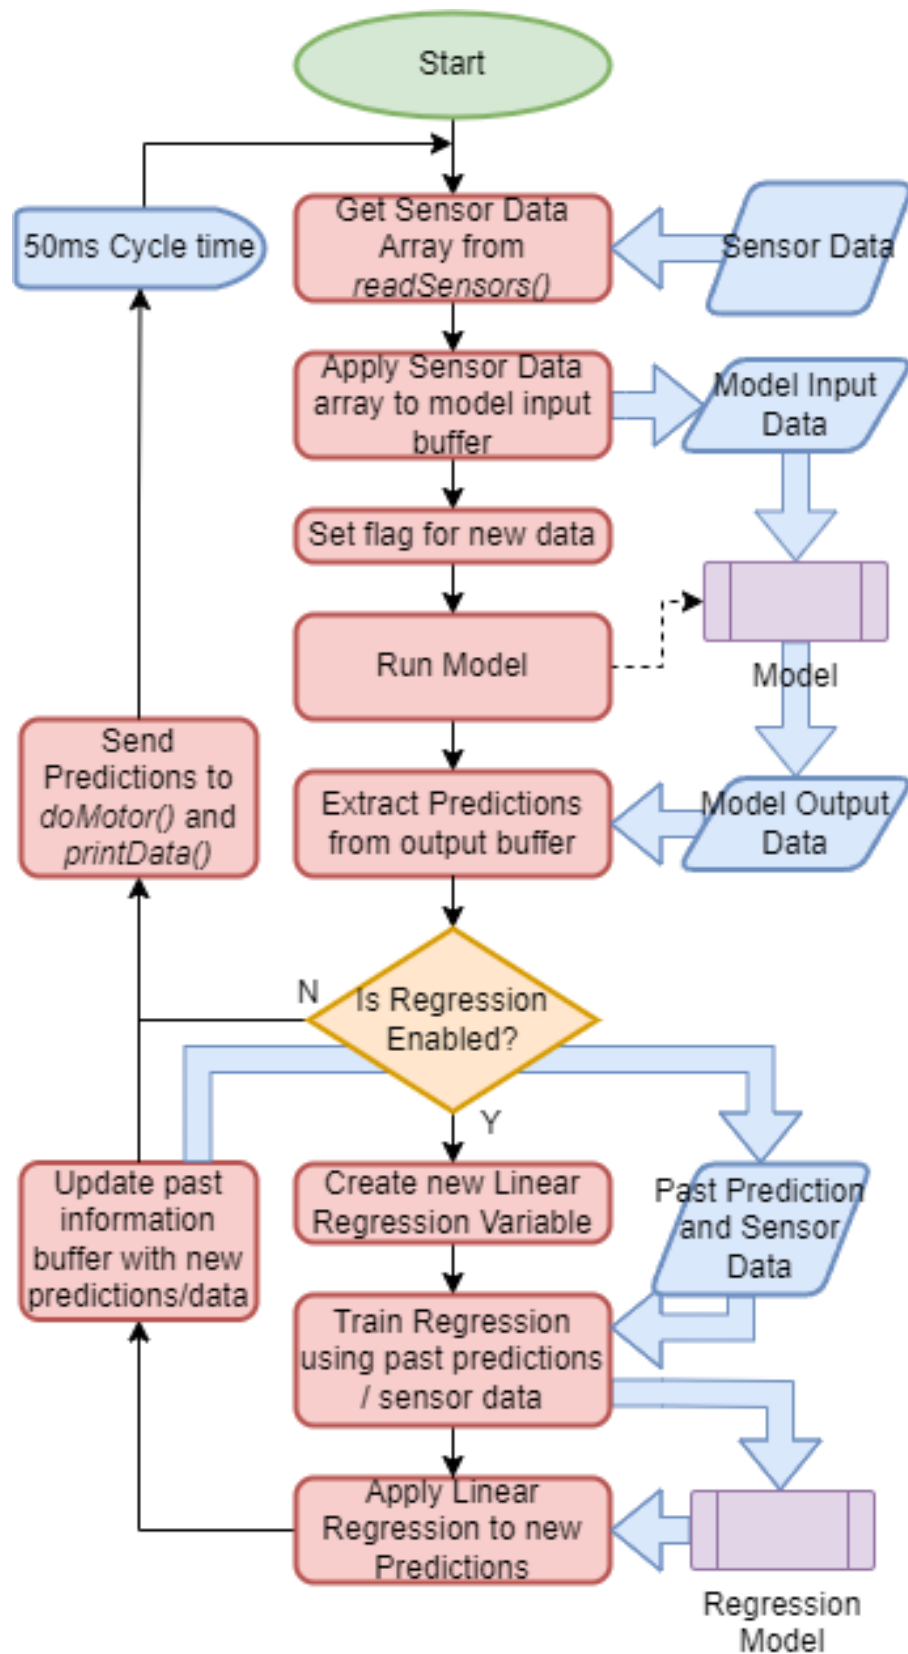 Start
50ms Cycle time
Get Sensor Data
Array from
readSensors()
Sensor Data
Apply Sensor Data
array to model input
buffer
Model Input
Data
Set flag for new data
Run Model
Model
Send
Predictions to
doMotor() and
printData()
Extract Predictions
from output buffer
Model Output
Data
N
Is Regression
Enabled?
Y
Update past
information
buffer with new
predictions/data
Create new Linear
Regression Variable
Past Prediction
and Sensor
Data
Train Regression
using past predictions
/ sensor data
Apply Linear
Regression to new
Predictions
Regression
Model